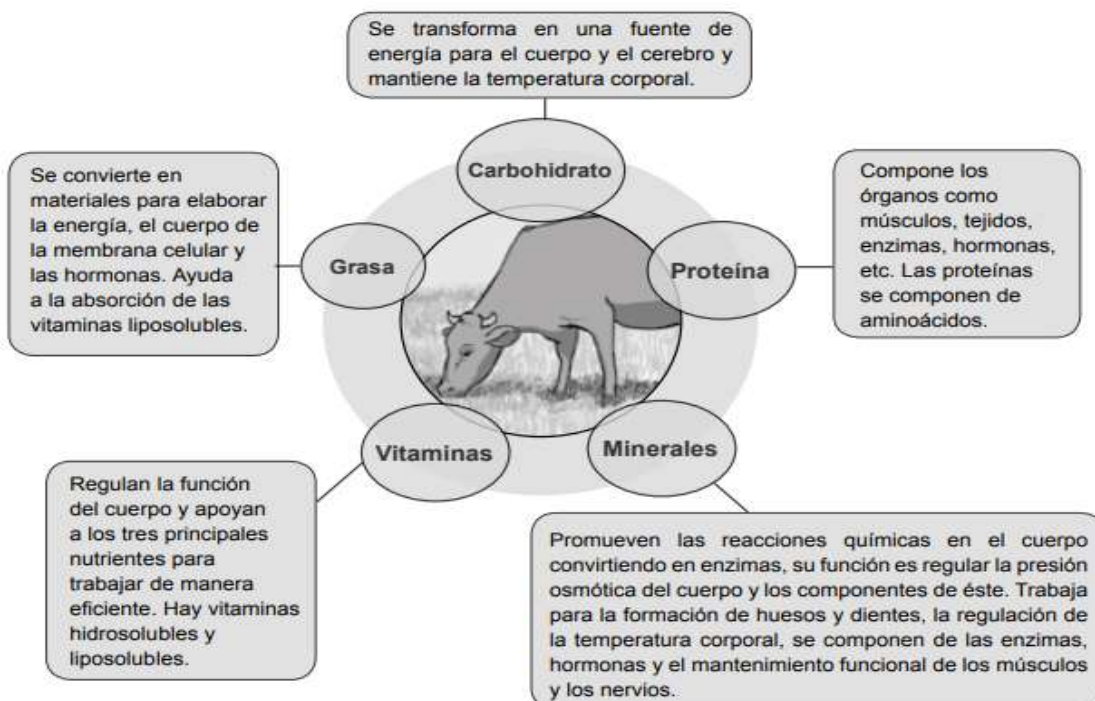 Se transforma en una fuente de
energía para el cuerpo y el cerebro y
mantiene la temperatura corporal.
Carbohidrato
Se convierte en
materiales para elaborar
la energía, el cuerpo de
la membrana celular y
las hormonas. Ayuda
a la absorción de las
vitaminas liposolubles.
Grasa
Proteína
Compone los
órganos como
músculos, tejidos,
enzimas, hormonas,
etc. Las proteínas
se componen de
aminoácidos.
Vitaminas
Minerales
Regulan la función
del cuerpo y apoyan
a los tres principales
nutrientes para
trabajar de manera
eficiente. Hay vitaminas
hidrosolubles y
liposolubles.
Promueven las reacciones químicas en el cuerpo
convirtiendo en enzimas, su función es regular la presión
osmótica del cuerpo y los componentes de éste. Trabaja
para la formación de huesos y dientes, la regulación de
la temperatura corporal, se componen de las enzimas,
hormonas y el mantenimiento funcional de los músculos
y los nervios.